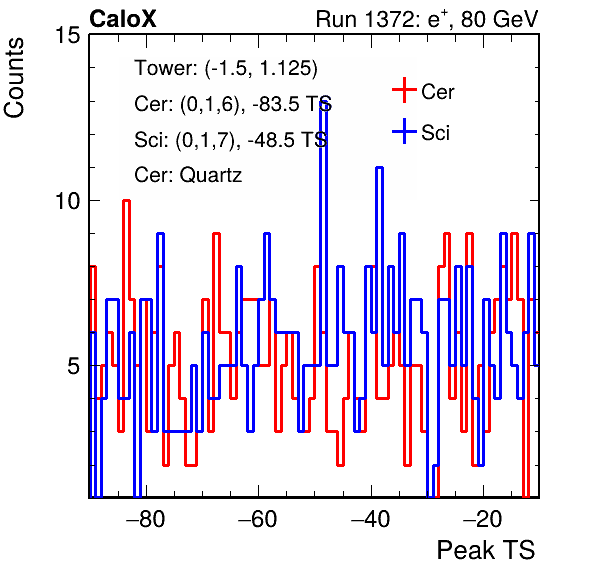 CaloX Run 1372: e⁺, 80 GeV
Counts
15
10
5
Tower: (-1.5, 1.125)
Cer: (0,1,6), -83.5 TS
Sci: (0,1,7), -48.5 TS
Cer: Quartz
Cer
Sci
−80 −60 −40 −20
Peak TS